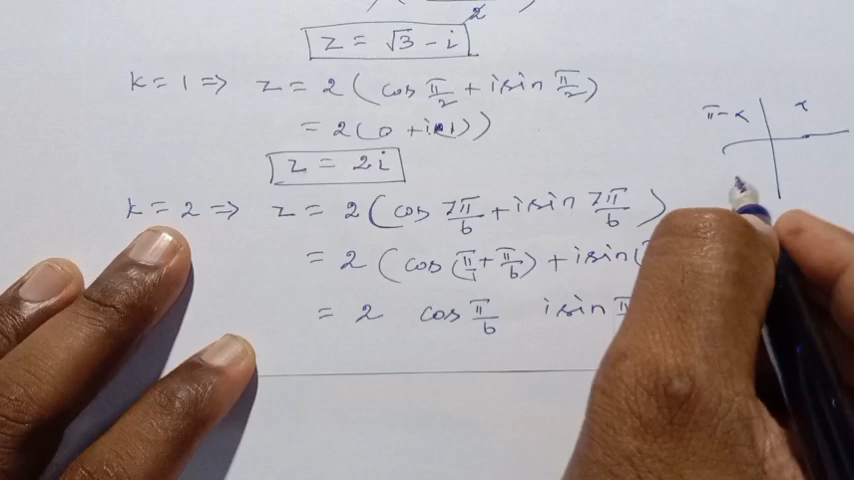 z = √3 - i
k = 1 ⇒ z = 2 ( cos π/2 + i sin π/2 )
= 2 ( 0 + i(1) )
z = 2i
π - α
α
k = 2 ⇒ z = 2 ( cos 7π/6 + i sin 7π/6 )
= 2 ( cos ( π/1 + π/6 ) + i sin (
= 2 cos π/6 i sin π